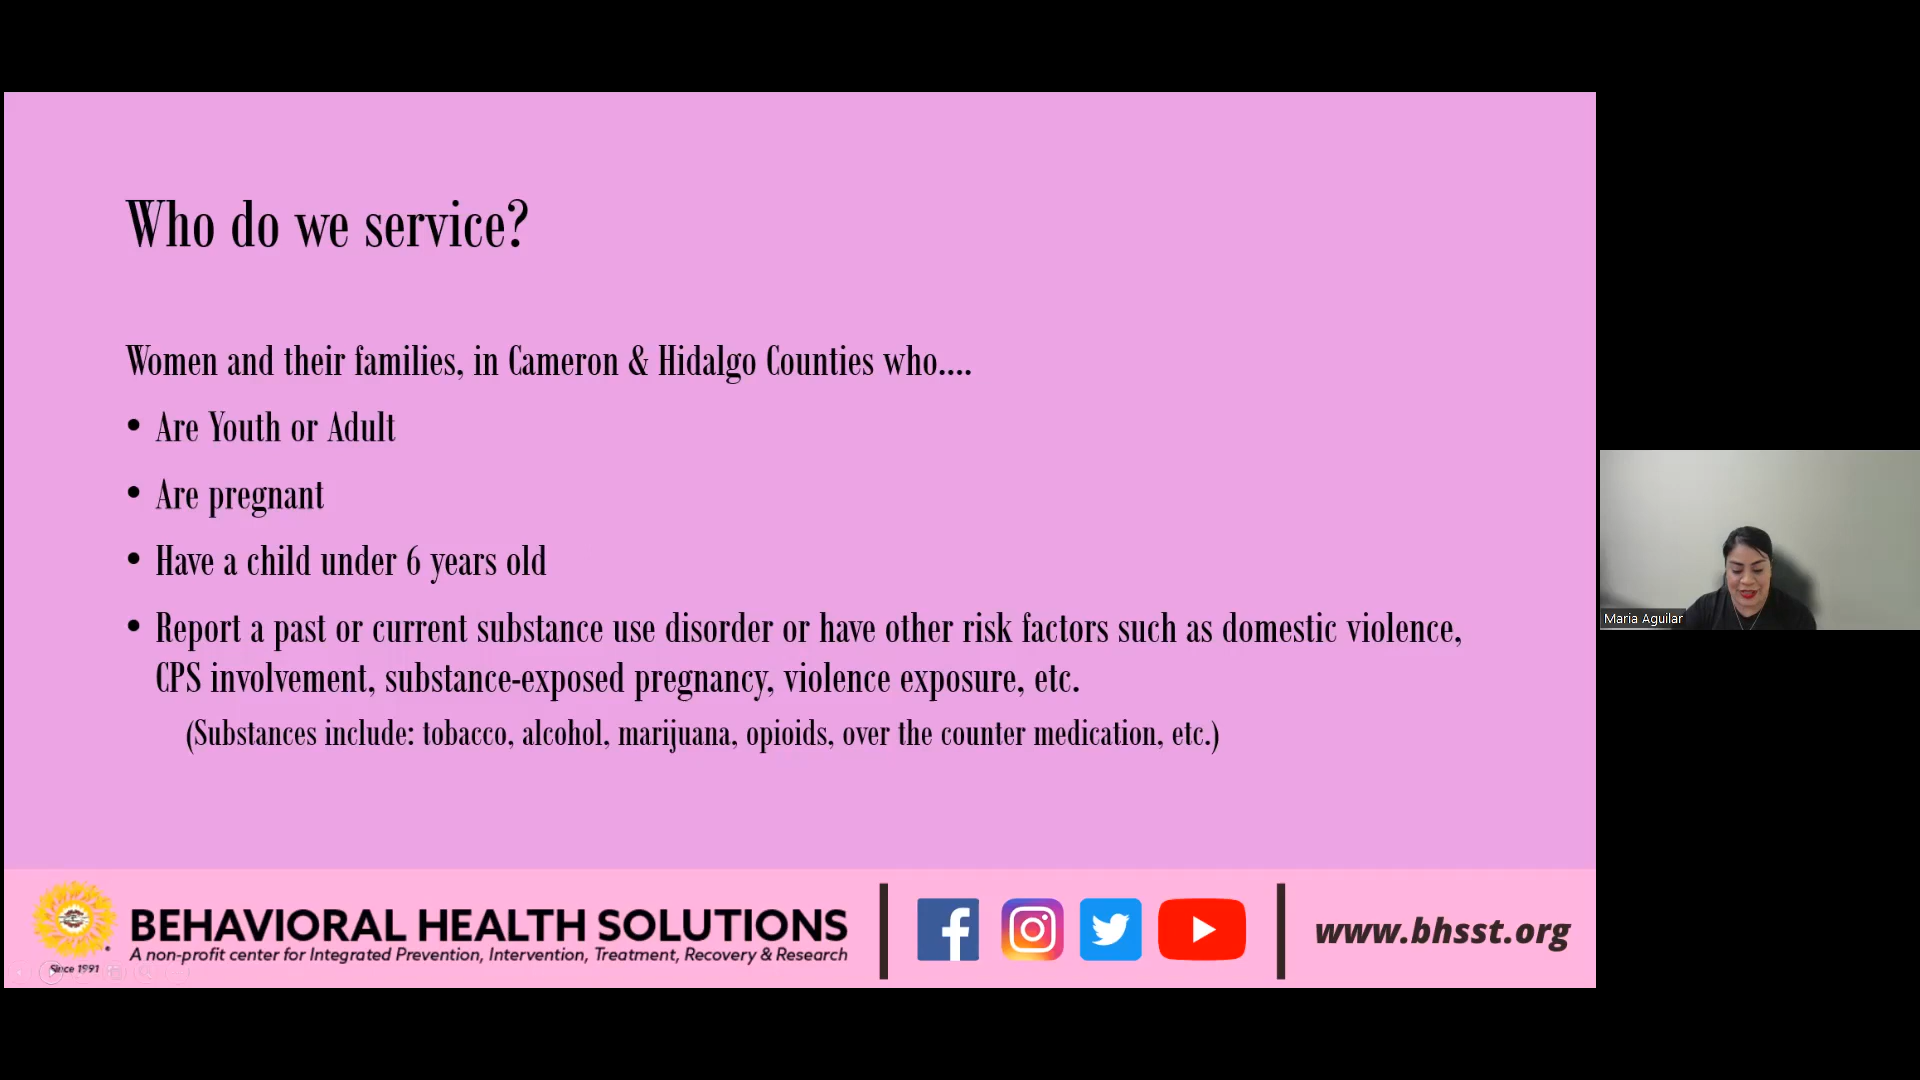 Who do we service?
Women and their families, in Cameron & Hidalgo Counties who....
• Are Youth or Adult
• Are pregnant
• Have a child under 6 years old
• Report a past or current substance use disorder or have other risk factors such as domestic violence,
CPS involvement, substance-exposed pregnancy, violence exposure, etc.
(Substances include: tobacco, alcohol, marijuana, opioids, over the counter medication, etc.)
Maria Aguilar
BEHAVIORAL HEALTH SOLUTIONS
A non-profit center for Integrated Prevention, Intervention, Treatment, Recovery & Research
Since 1991
www.bhsst.org